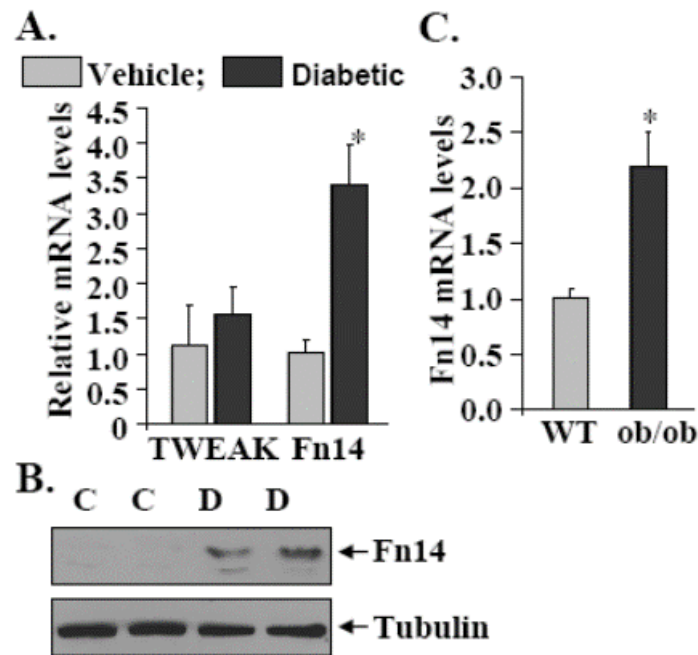 A.
Vehicle; Diabetic
Relative mRNA levels
4.5
4.0
3.5
3.0
2.5
2.0
1.5
1.0
0.5
0
*
TWEAK Fn14
C.
Fn14 mRNA levels
3.0
2.5
2.0
1.5
1.0
0.5
0.0
*
WT ob/ob
B.
C C D D
Fn14
Tubulin